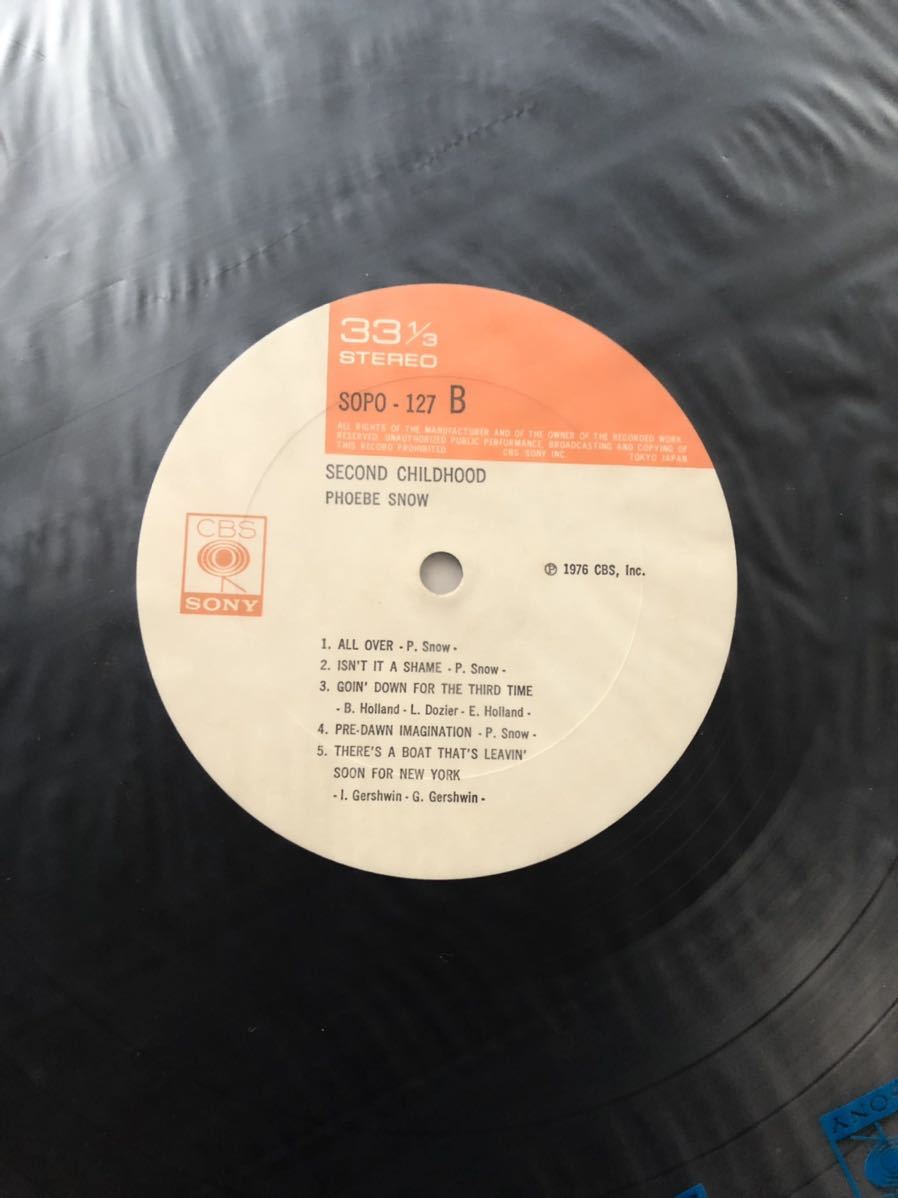 33 1/3
STEREO
SOPO - 127 B
ALL RIGHTS OF THE MANUFACTURER AND OF THE OWNER OF THE RECORDED WORK
RESERVED. UNAUTHORIZED PUBLIC PERFORMANCE, BROADCASTING AND COPYING OF
THIS RECORD PROHIBITED CBS SONY INC. TOKYO JAPAN
SECOND CHILDHOOD
PHOEBE SNOW
CBS
SONY
℗ 1976 CBS, Inc.
1. ALL OVER - P. Snow -
2. ISN'T IT A SHAME - P. Snow -
3. GOIN' DOWN FOR THE THIRD TIME
- B. Holland - L. Dozier - E. Holland -
4. PRE-DAWN IMAGINATION - P. Snow -
5. THERE'S A BOAT THAT'S LEAVIN'
SOON FOR NEW YORK
- I. Gershwin - G. Gershwin -
SONY